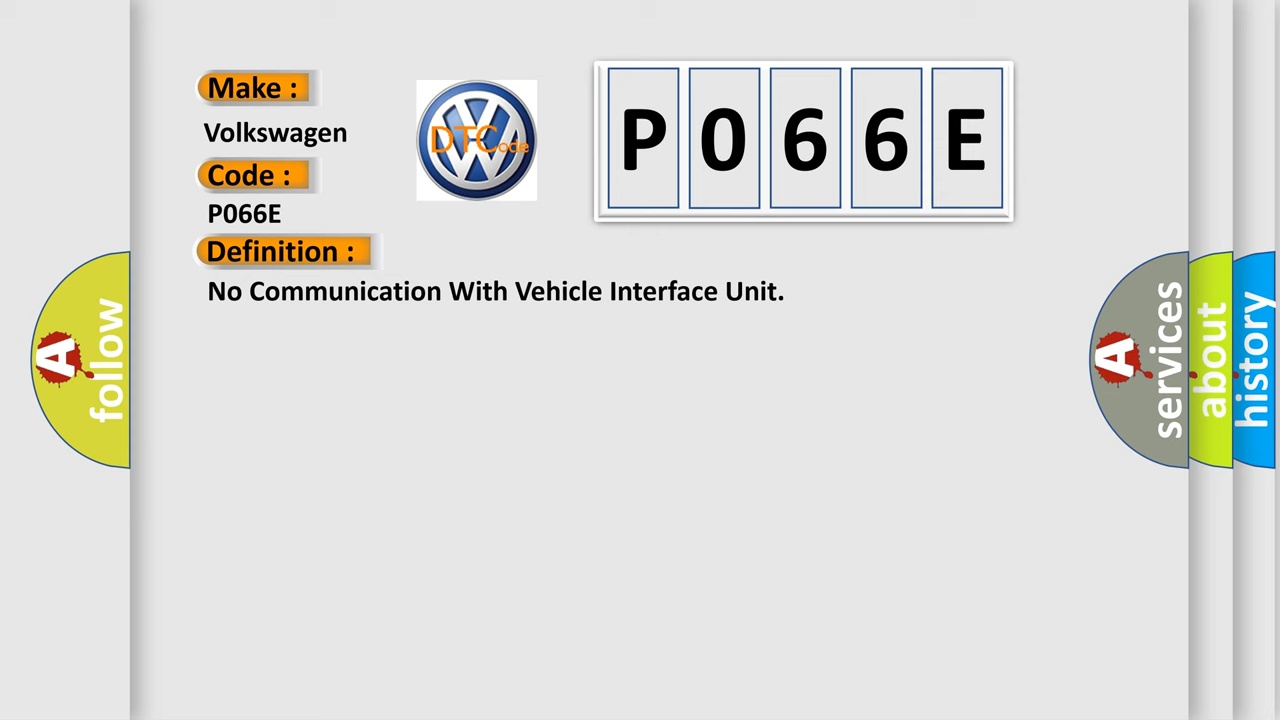 Make :
Volkswagen
Code :
P066E
Definition :
No Communication With Vehicle Interface Unit.
DTCode
P066E
A follow
A services
about
history